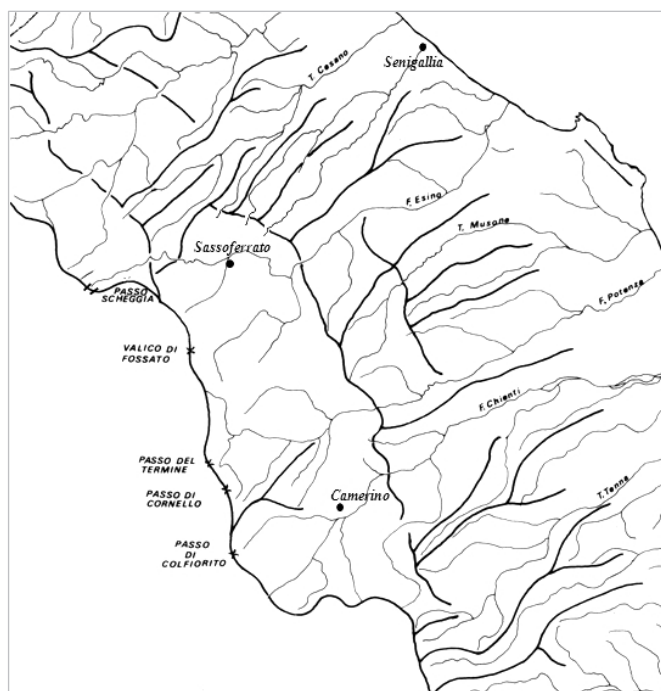 T. Cesano
Senigallia
F. Esino
T. Musone
Sassoferrato
PASSO
SCHEGGIA
F. Potenza
VALICO DI
FOSSATO
F. Chienti
PASSO DEL
TERMINE
PASSO DI
CORNELLO
Camerino
T. Tenna
PASSO
DI
COLFIORITO